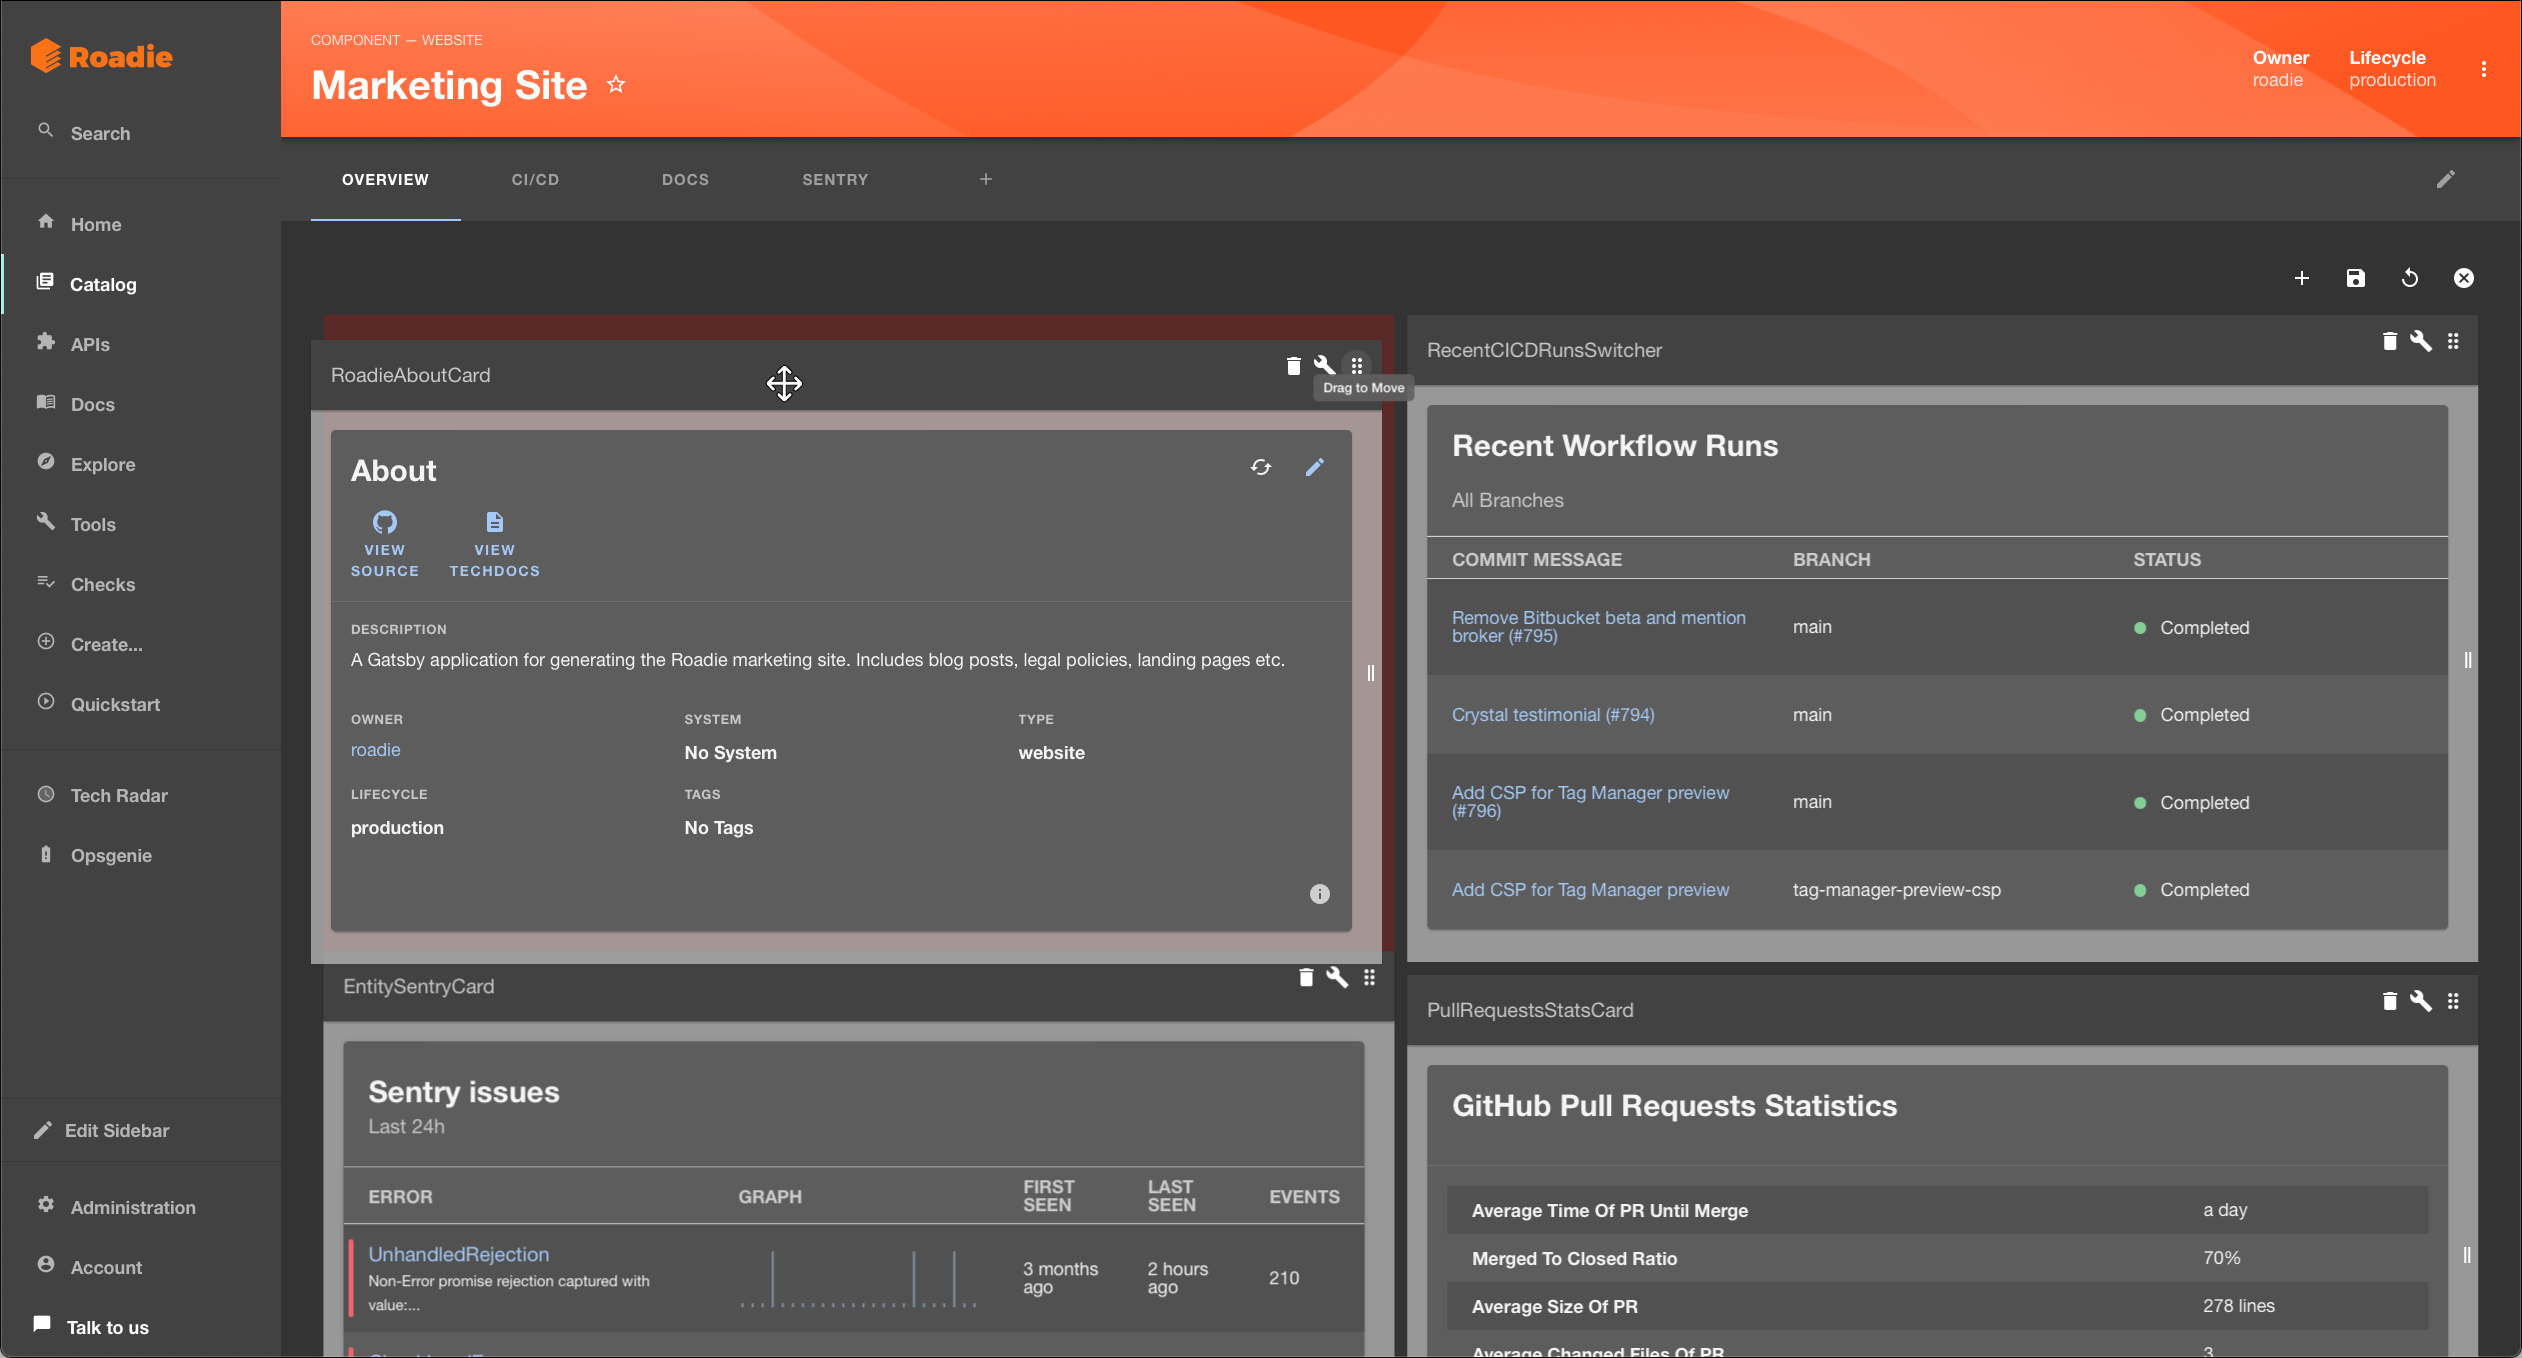 Roadie
Search
Home
Catalog
APIs
Docs
Explore
Tools
Checks
Create...
Quickstart
Tech Radar
Opsgenie
Edit Sidebar
Administration
Account
Talk to us
COMPONENT — WEBSITE
Marketing Site
Owner
roadie
Lifecycle
production
OVERVIEW
CI/CD
DOCS
SENTRY
RoadieAboutCard
Drag to Move
About
VIEW
SOURCE
VIEW
TECHDOCS
DESCRIPTION
A Gatsby application for generating the Roadie marketing site. Includes blog posts, legal policies, landing pages etc.
OWNER
roadie
SYSTEM
No System
TYPE
website
LIFECYCLE
production
TAGS
No Tags
EntitySentryCard
Sentry issues
Last 24h
ERROR
GRAPH
FIRST
SEEN
LAST
SEEN
EVENTS
UnhandledRejection
Non-Error promise rejection captured with
value:...
3 months
ago
2 hours
ago
210
RecentCICDRunsSwitcher
Recent Workflow Runs
All Branches
COMMIT MESSAGE
BRANCH
STATUS
Remove Bitbucket beta and mention
broker (#795)
main
Completed
Crystal testimonial (#794)
main
Completed
Add CSP for Tag Manager preview
(#796)
main
Completed
Add CSP for Tag Manager preview
tag-manager-preview-csp
Completed
PullRequestsStatsCard
GitHub Pull Requests Statistics
Average Time Of PR Until Merge
a day
Merged To Closed Ratio
70%
Average Size Of PR
278 lines
Average Changed Files Of PR
3